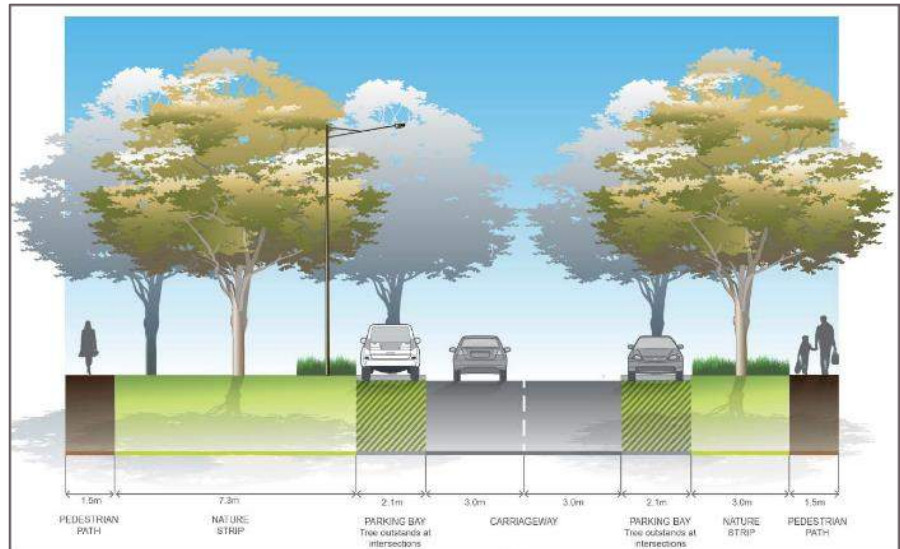 1.5m 7.3m 2.1m 3.0m 3.0m 2.1m 3.0m 1.5m
PEDESTRIAN PATH
NATURE STRIP
PARKING BAY
Tree outstands at
intersections
CARRIAGEWAY
PARKING BAY
Tree outstands at
intersections
NATURE STRIP
PEDESTRIAN PATH